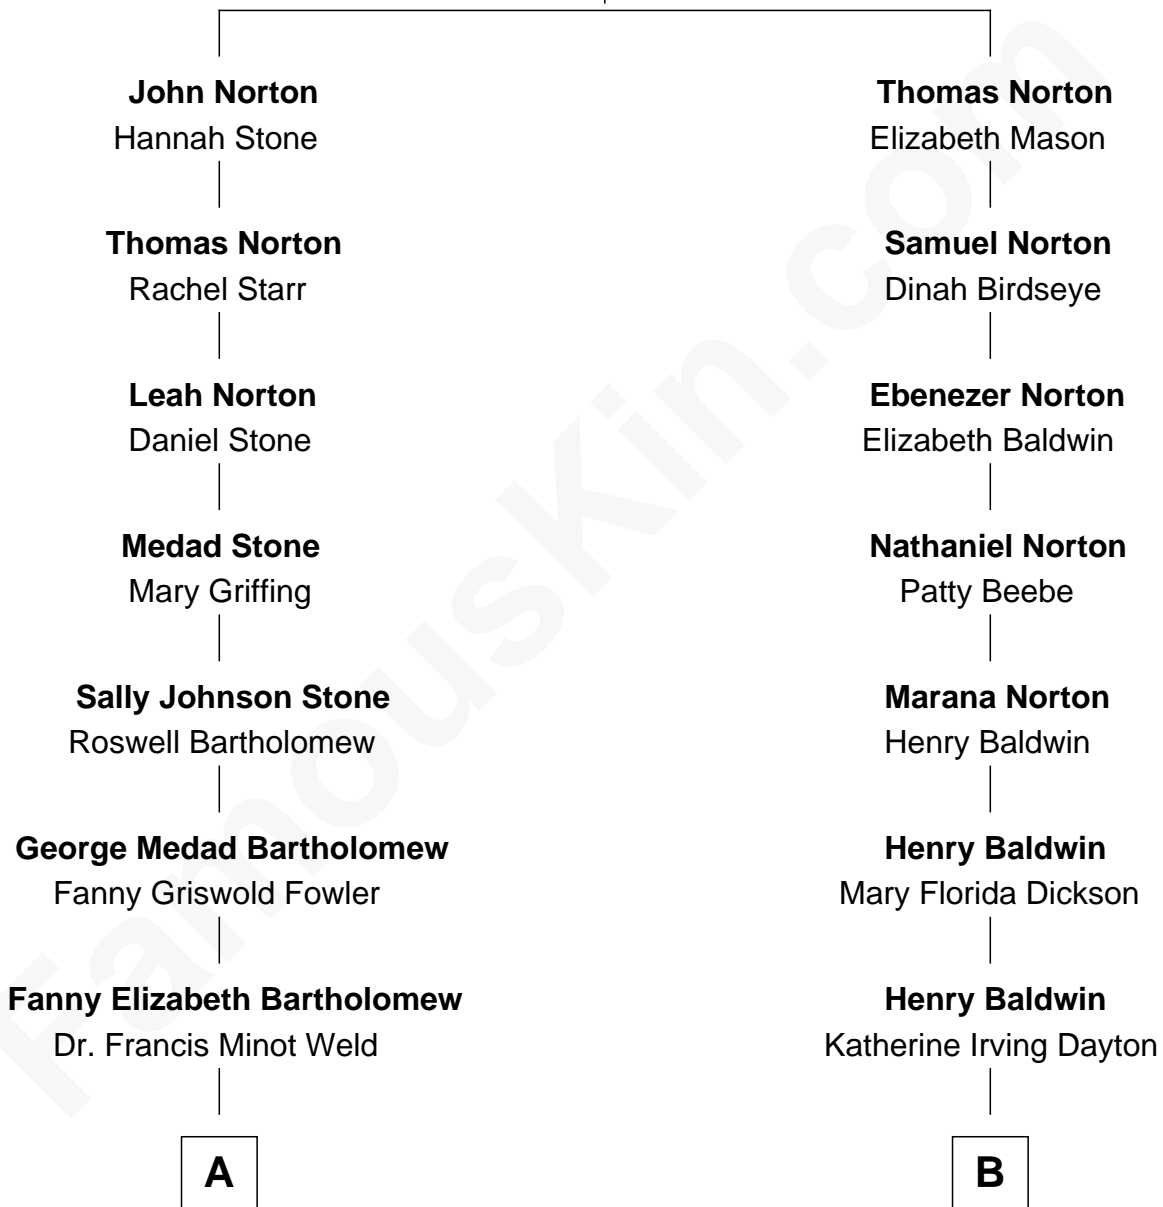 John Norton
Hannah Stone
Thomas Norton
Rachel Starr
Leah Norton
Daniel Stone
Medad Stone
Mary Griffing
Sally Johnson Stone
Roswell Bartholomew
George Medad Bartholomew
Fanny Griswold Fowler
Fanny Elizabeth Bartholomew
Dr. Francis Minot Weld
A
Thomas Norton
Elizabeth Mason
Samuel Norton
Dinah Birdseye
Ebenezer Norton
Elizabeth Baldwin
Nathaniel Norton
Patty Beebe
Marana Norton
Henry Baldwin
Henry Baldwin
Mary Florida Dickson
Henry Baldwin
Katherine Irving Dayton
B
FamousKin.com